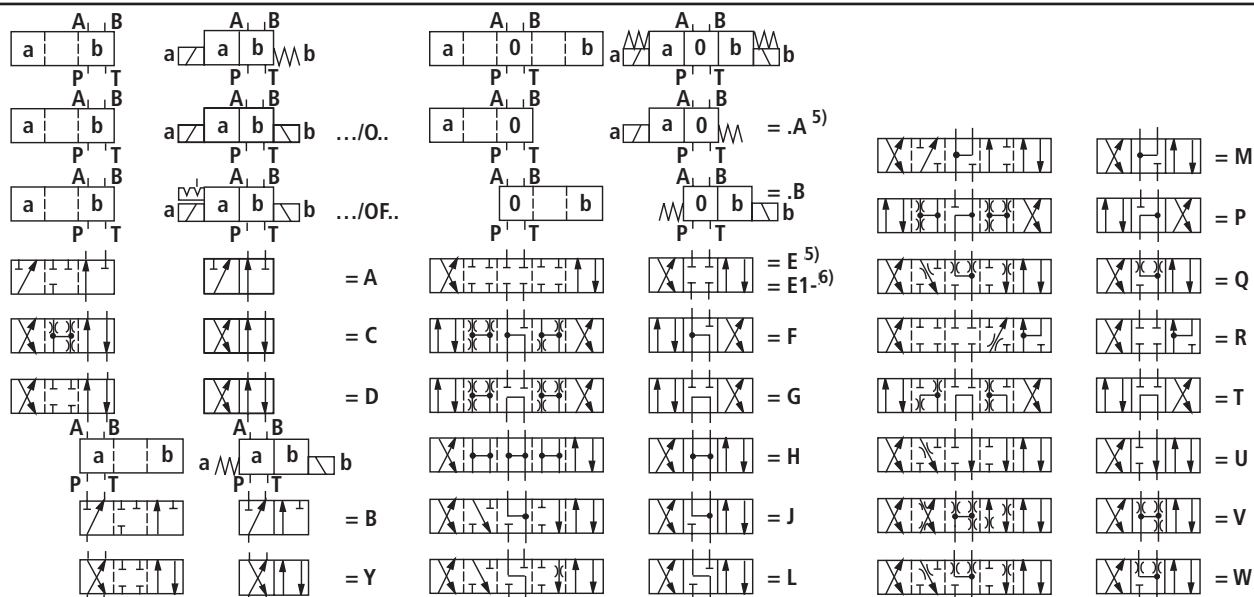 A B A B A B A B
a b a a b b a 0 b a a 0 b b
P T P T P T P T
A B A B A B A B
a b a a b b .../O.. a 0 a a 0 = .A 5)
P T P T P T P T
A B A B A B A B
a b a a b b .../OF.. 0 b 0 b b = .B
P T P T P T P T
= M
= P
= A = E 5)
= E1- 6) = Q
= C = F = R
= D = G = T
A B A B
a b a a b b = H = U
P T P T
= B = J = V
= Y = L = W